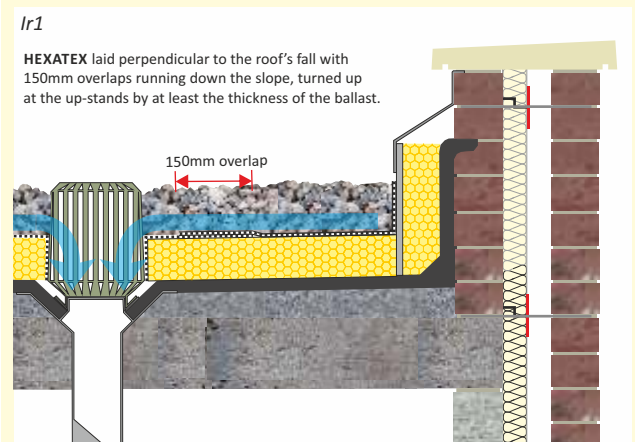 Ir1
HEXATEX laid perpendicular to the roof's fall with
150mm overlaps running down the slope, turned up
at the up-stands by at least the thickness of the ballast.
150mm overlap